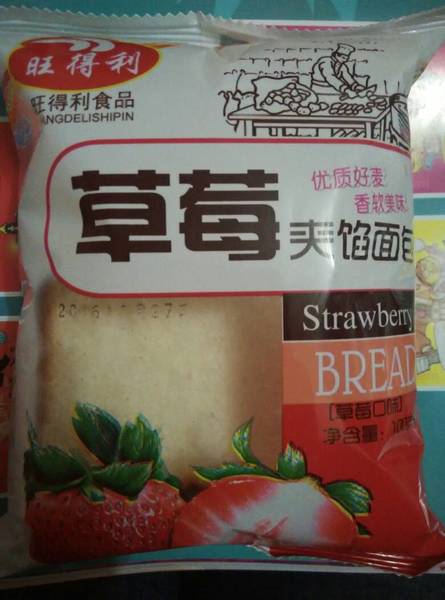 旺得利
旺得利食品
ANGDELISHIPIN
优质好麦
香软美味
草莓夹馅面包
Strawberry
BREAD
[草莓口味]
净含量: